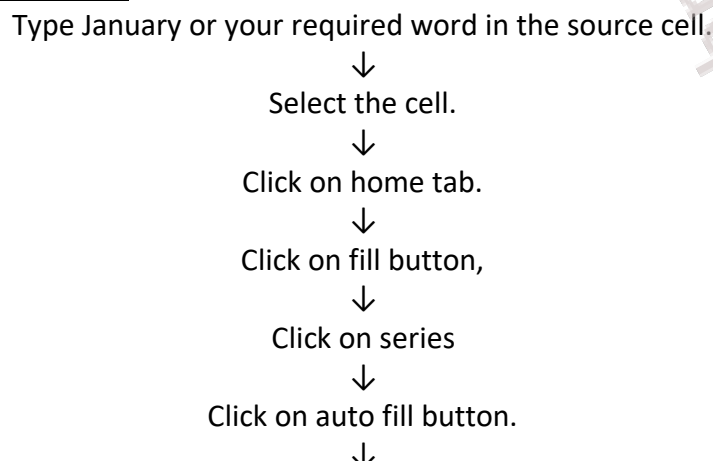 Type January or your required word in the source cell.
↓
Select the cell.
↓
Click on home tab.
↓
Click on fill button,
↓
Click on series
↓
Click on auto fill button.
↓